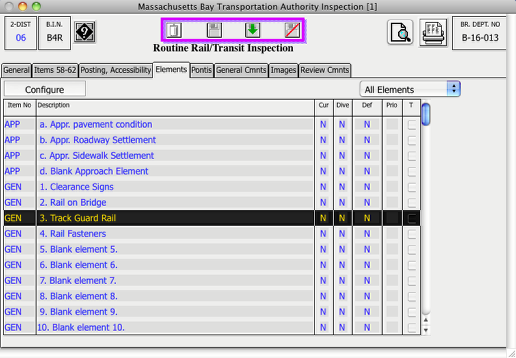 Massachusetts Bay Transportation Authority Inspection [1]
2-DIST
06
B.I.N.
B4R
BR. DEPT. NO
B-16-013
Routine Rail/Transit Inspection
General
Items 58-62
Posting, Accessibility
Elements
Pontis
General Cmnts
Images
Review Cmnts
Configure
All Elements
Item No Description Cur Dive Def Prio T
APP a. Appr. pavement condition N N N
APP b. Appr. Roadway Settlement N N N
APP c. Appr. Sidewalk Settlement N N N
APP d. Blank Approach Element N N N
GEN 1. Clearance Signs N N N
GEN 2. Rail on Bridge N N N
GEN 3. Track Guard Rail N N N
GEN 4. Rail Fasteners N N N
GEN 5. Blank element 5. N N N
GEN 6. Blank element 6. N N N
GEN 7. Blank element 7. N N N
GEN 8. Blank element 8. N N N
GEN 9. Blank element 9. N N N
GEN 10. Blank element 10. N N N